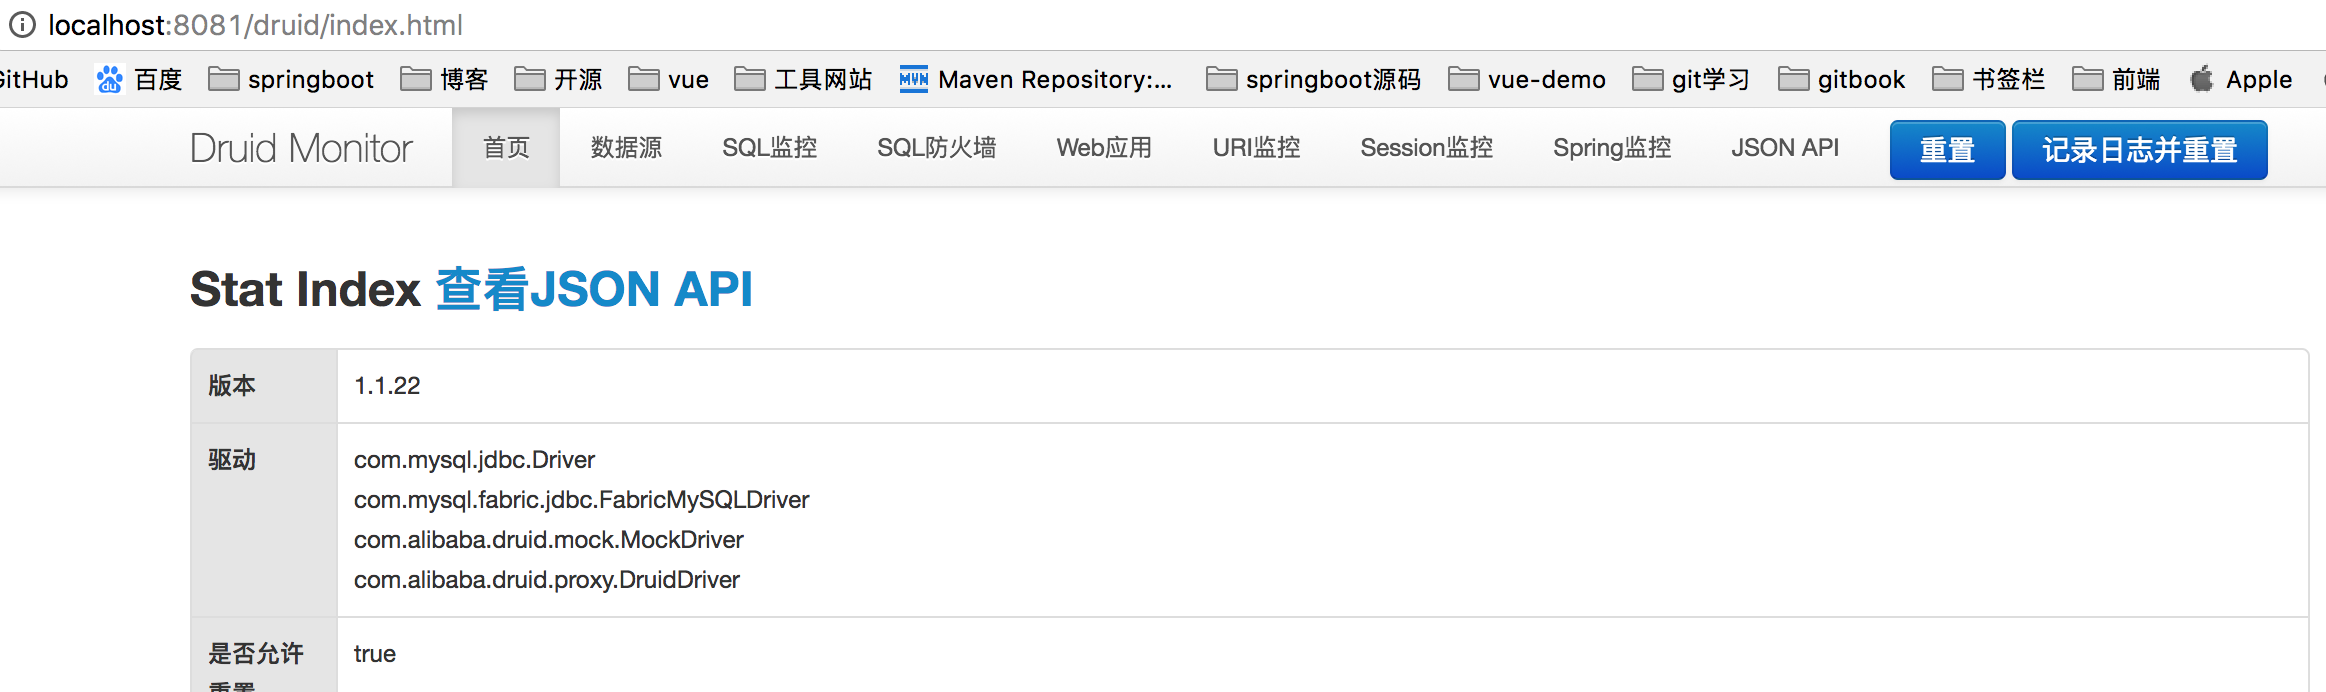 localhost:8081/druid/index.html
GitHub 百度 springboot 博客 开源 vue 工具网站 Maven Repository:... springboot源码 vue-demo git学习 gitbook 书签栏 前端 Apple
Druid Monitor 首页 数据源 SQL监控 SQL防火墙 Web应用 URI监控 Session监控 Spring监控 JSON API 重置 记录日志并重置
Stat Index 查看JSON API
版本 1.1.22
驱动 com.mysql.jdbc.Driver
com.mysql.fabric.jdbc.FabricMySQLDriver
com.alibaba.druid.mock.MockDriver
com.alibaba.druid.proxy.DruidDriver
是否允许 true
重置